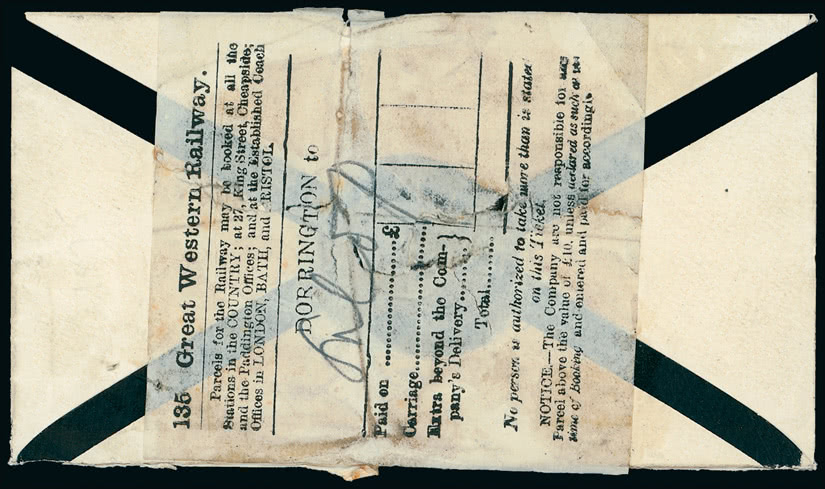 135 Great Western Railway.
Parcels for the Railway may be booked at all the
Stations in the COUNTRY; at 27, King Street, Cheapside;
and the Paddington Offices; and at the Established Coach
Offices in LONDON, BATH, and BRISTOL.
DORRINGTON to
Paid on ............ £
Carriage............
Extra beyond the Com-
pany's Delivery...... }
Total.........
No person is authorized to take more than is stated
on this Ticket.
NOTICE.—The Company are not responsible for any
Parcel above the value of £10, unless declared as such at the
time of Booking and entered and paid for accordingly.